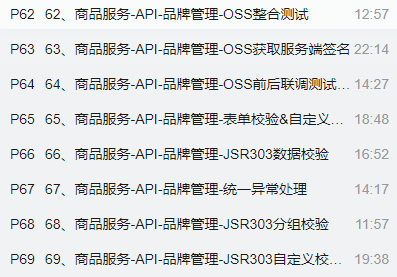 P62 62、商品服务-API-品牌管理-OSS整合测试 12:57
P63 63、商品服务-API-品牌管理-OSS获取服务端签名 22:14
P64 64、商品服务-API-品牌管理-OSS前后联调测试... 14:27
P65 65、商品服务-API-品牌管理-表单校验&自定义... 18:48
P66 66、商品服务-API-品牌管理-JSR303数据校验 16:52
P67 67、商品服务-API-品牌管理-统一异常处理 14:17
P68 68、商品服务-API-品牌管理-JSR303分组校验 11:57
P69 69、商品服务-API-品牌管理-JSR303自定义校... 19:38